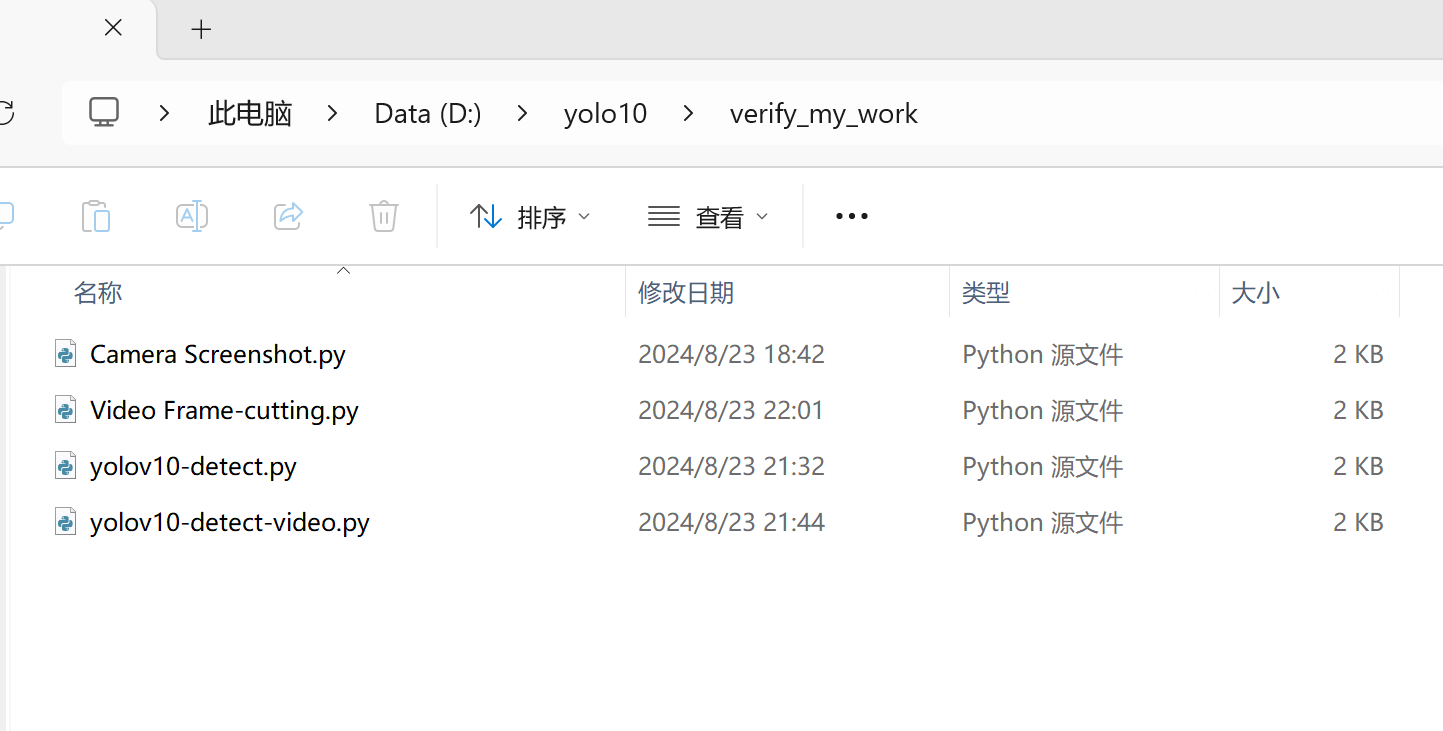 此电脑 Data (D:) yolo10 verify_my_work
排序 查看
名称 修改日期 类型 大小
Camera Screenshot.py 2024/8/23 18:42 Python 源文件 2 KB
Video Frame-cutting.py 2024/8/23 22:01 Python 源文件 2 KB
yolov10-detect.py 2024/8/23 21:32 Python 源文件 2 KB
yolov10-detect-video.py 2024/8/23 21:44 Python 源文件 2 KB